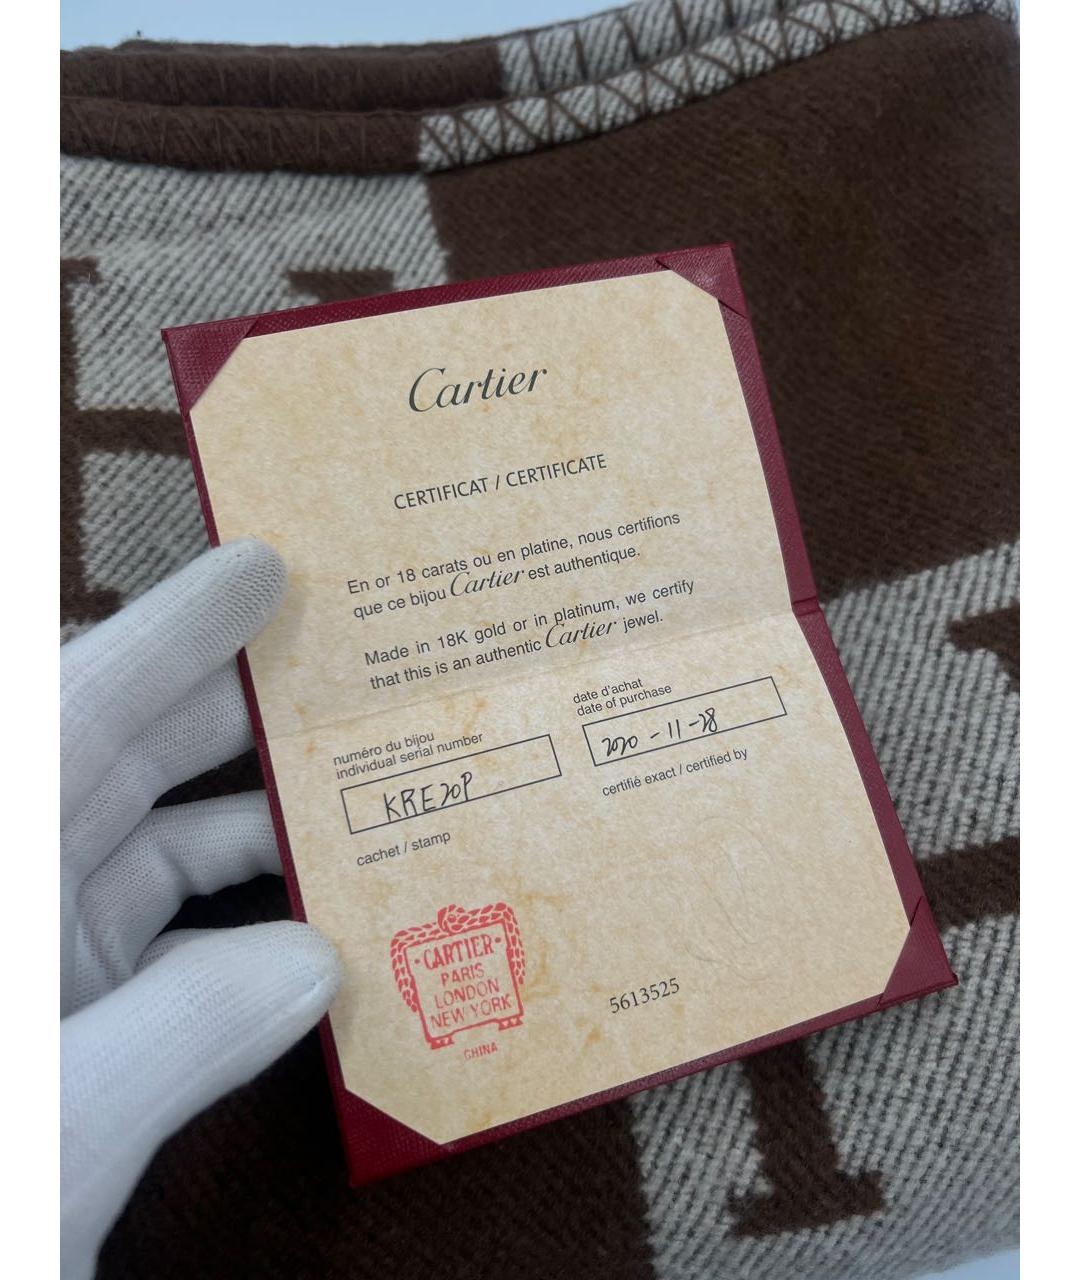 Cartier
CERTIFICAT / CERTIFICATE
En or 18 carats ou en platine, nous certifions
que ce bijou Cartier est authentique.
Made in 18K gold or in platinum, we certify
that this is an authentic Cartier jewel.
numéro du bijou
individual serial number
KRE20P
date d'achat
date of purchase
2020-11-28
cachet / stamp
certifié exact / certified by
·CARTIER·
PARIS
LONDON
NEW YORK
CHINA
5613525